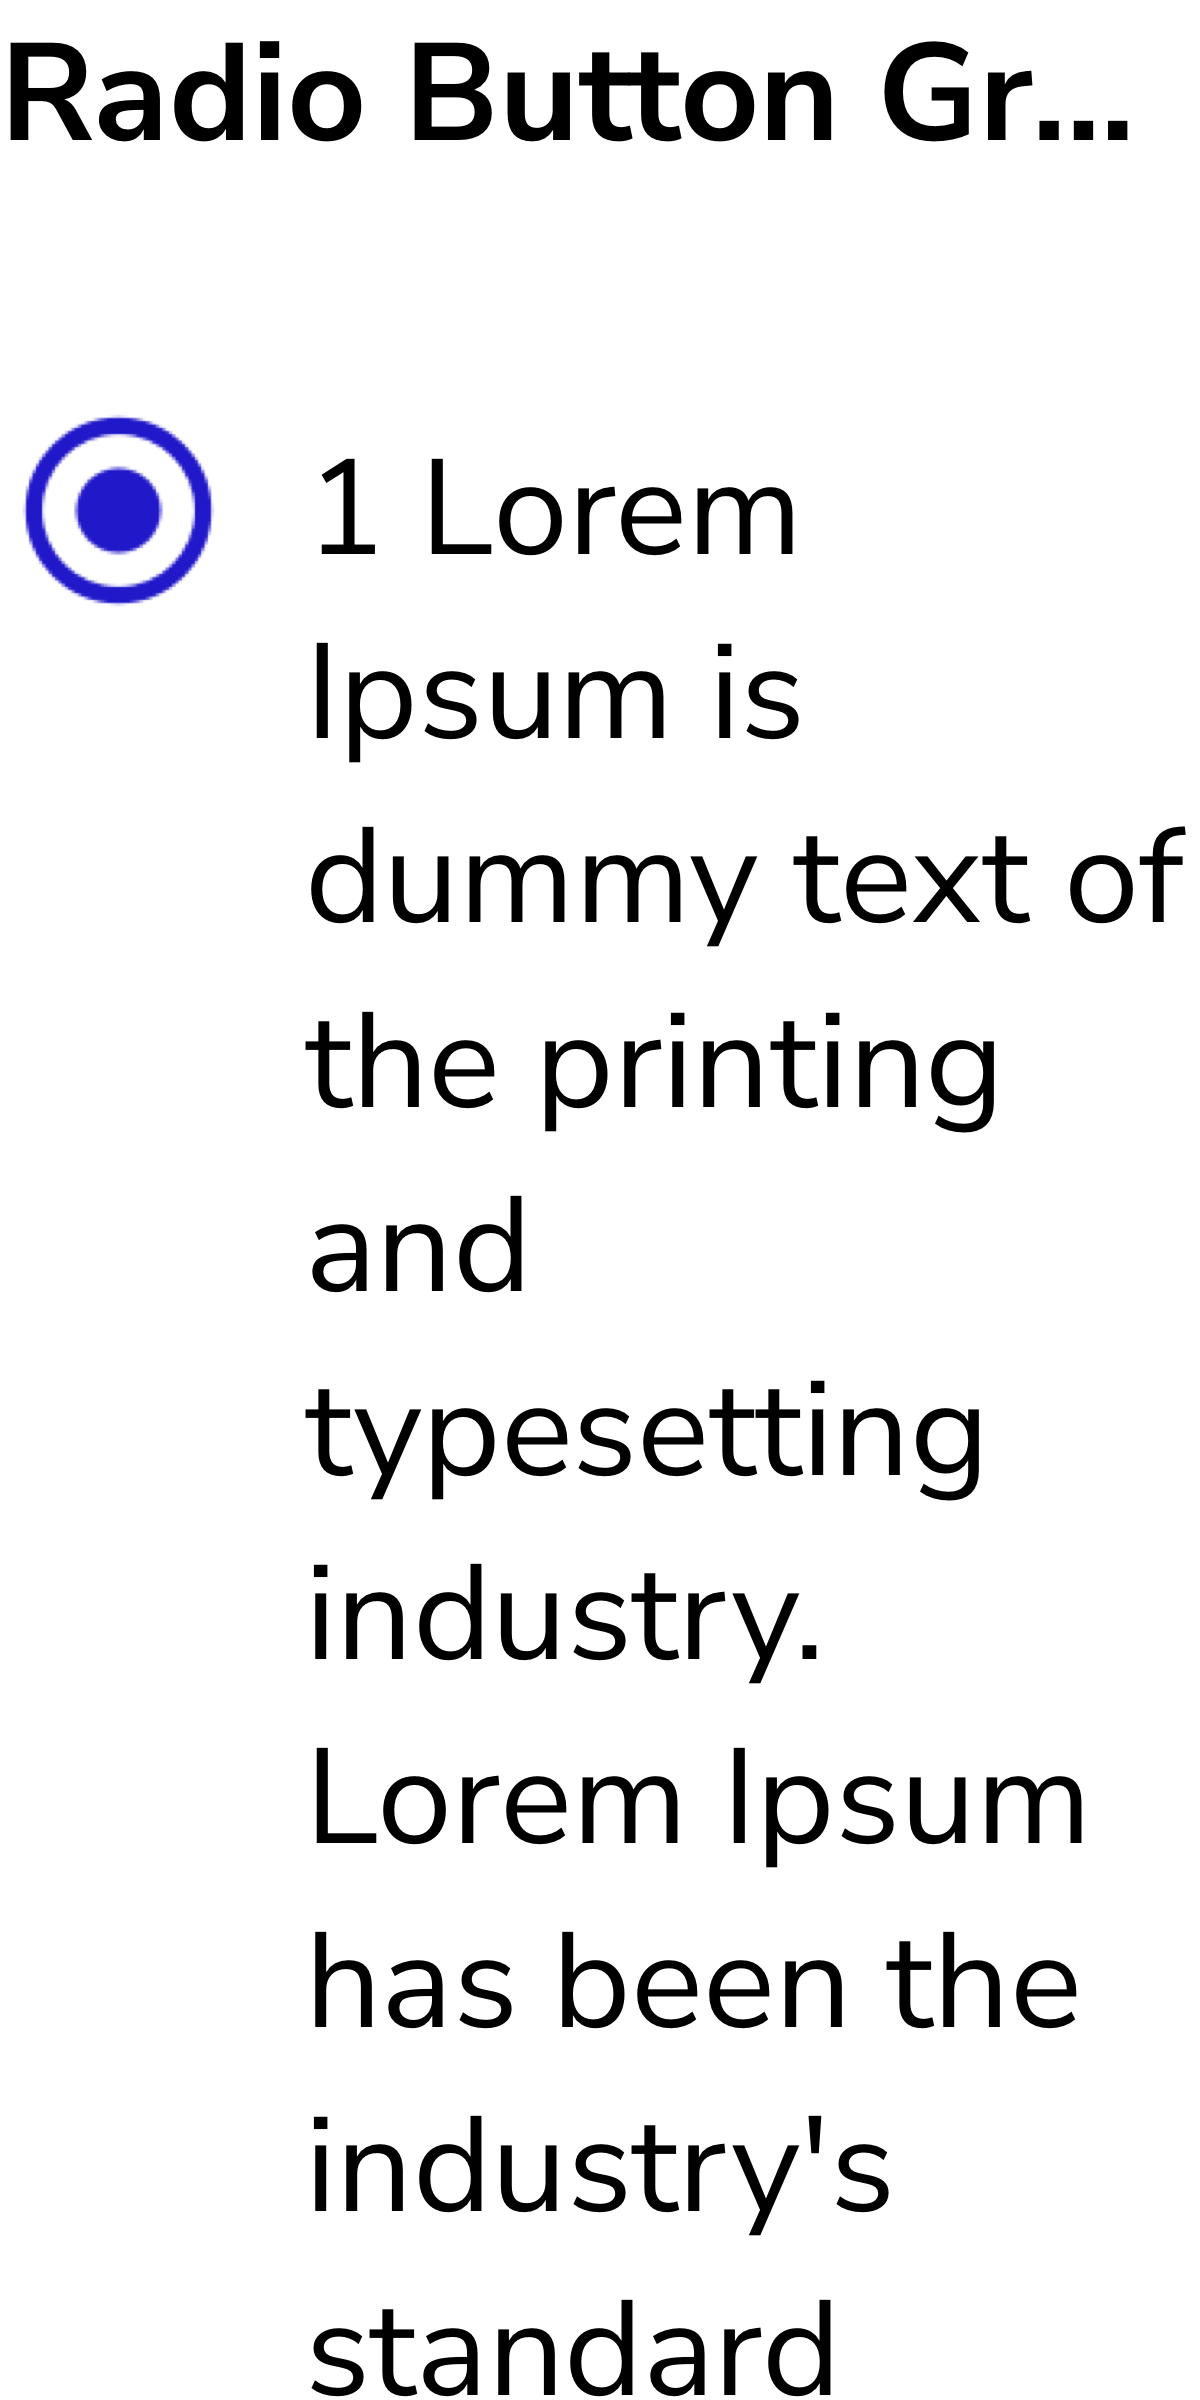 Radio Button Gr...
1 Lorem
Ipsum is
dummy text of
the printing
and
typesetting
industry.
Lorem Ipsum
has been the
industry's
standard